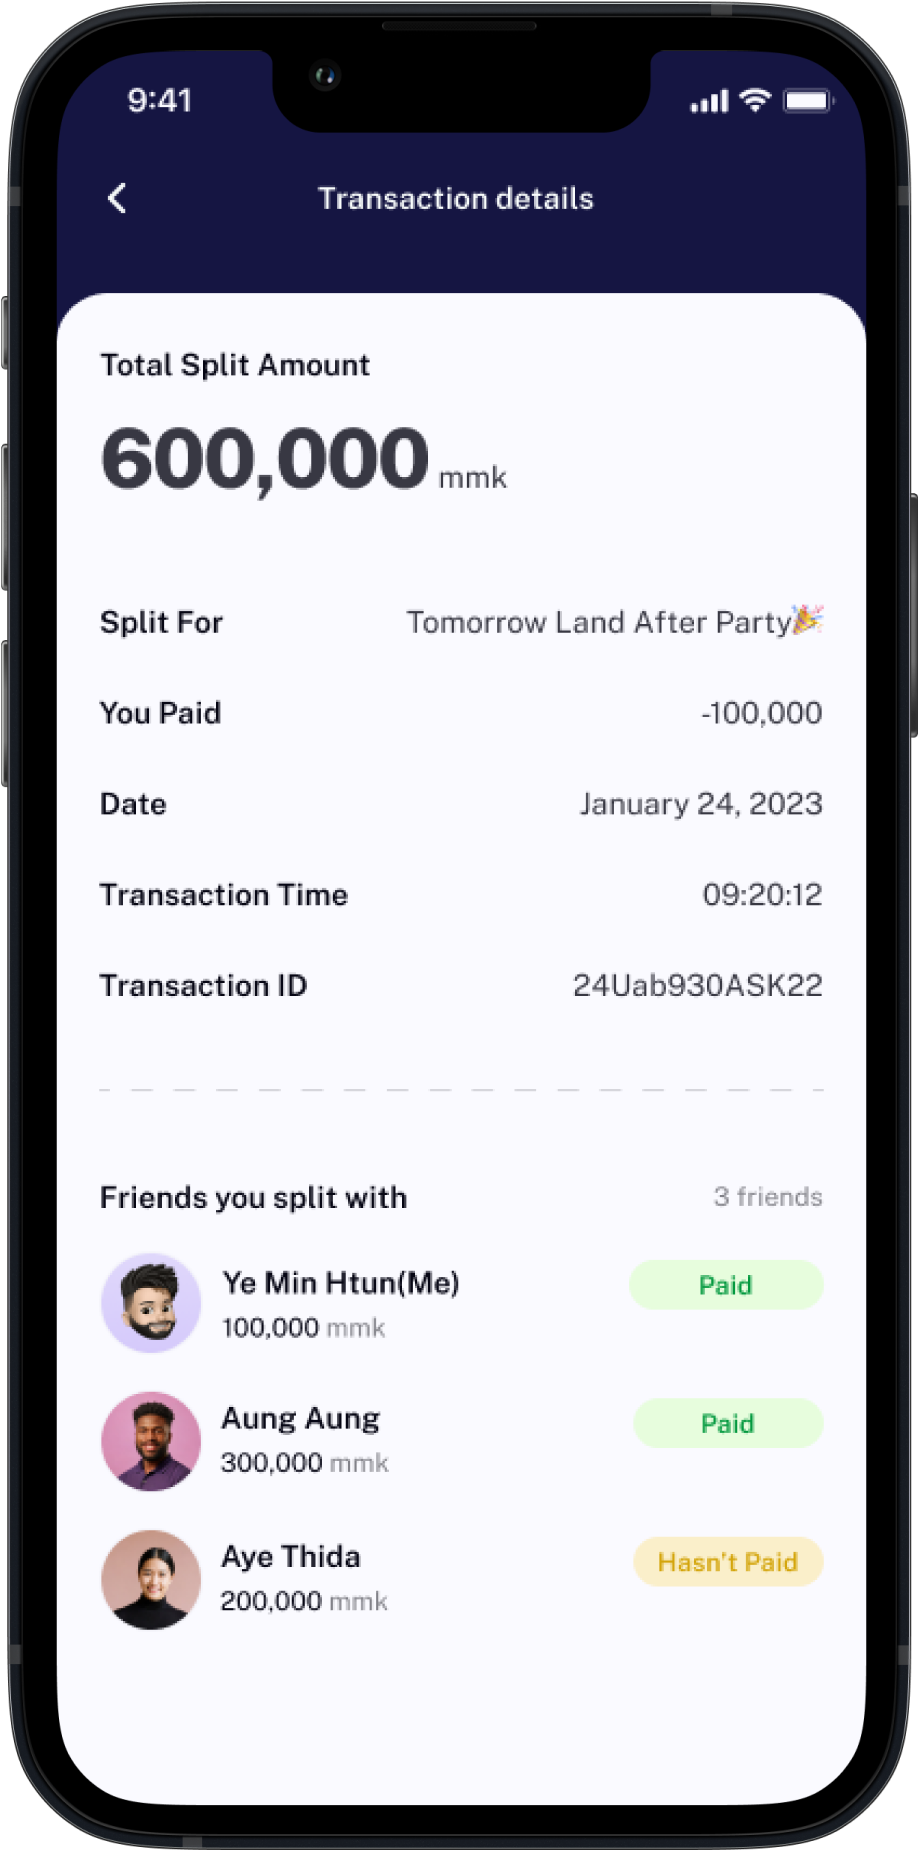 9:41
Transaction details
Total Split Amount
600,000 mmk
Split For Tomorrow Land After Party🎉
You Paid -100,000
Date January 24, 2023
Transaction Time 09:20:12
Transaction ID 24Uab930ASK22
Friends you split with 3 friends
Ye Min Htun(Me) Paid
100,000 mmk
Aung Aung Paid
300,000 mmk
Aye Thida Hasn't Paid
200,000 mmk